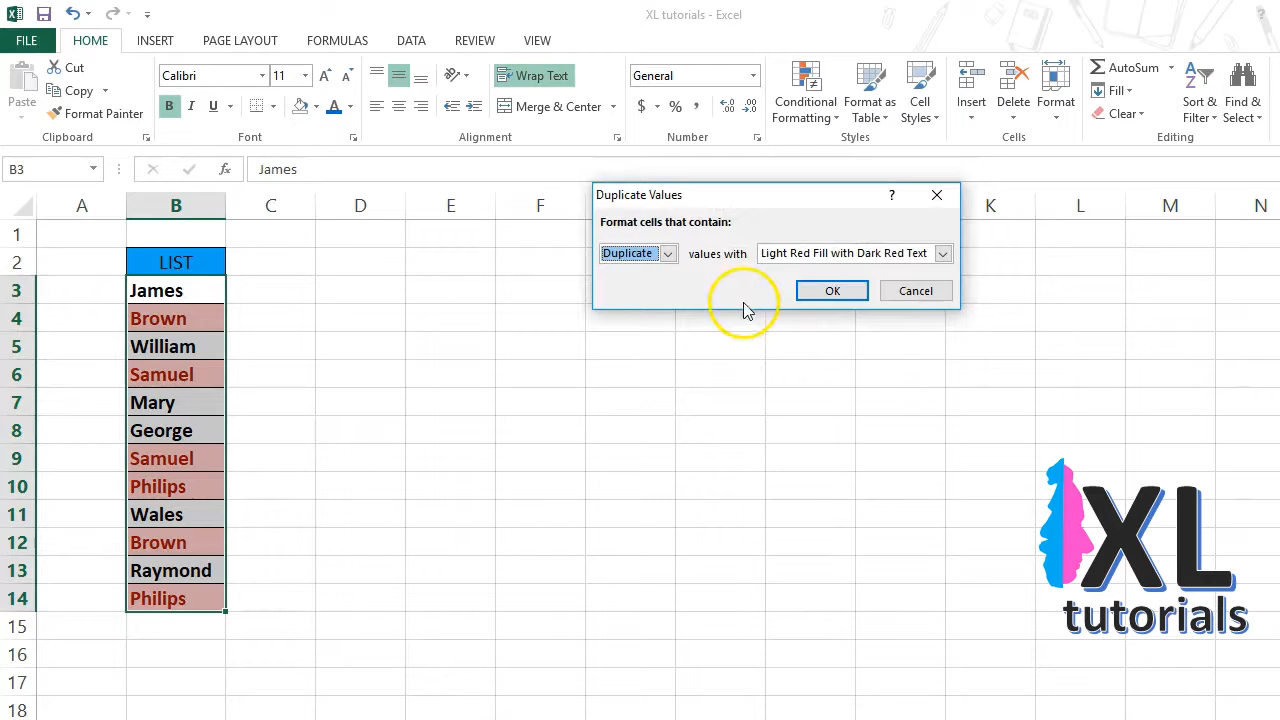 XL tutorials - Excel
?
FILE HOME INSERT PAGE LAYOUT FORMULAS DATA REVIEW VIEW
Paste
Cut
Copy
Format Painter
Clipboard
Calibri 11
B I U
Font
Wrap Text
Merge & Center
Alignment
General
$ % ,
Number
Conditional Formatting
Format as Table
Cell Styles
Styles
Insert Delete Format
Cells
AutoSum
Fill
Clear
Sort & Filter
Find & Select
Editing
B3 fx James
A B C D E F K L M N
1
2 LIST
3 James
4 Brown
5 William
6 Samuel
7 Mary
8 George
9 Samuel
10 Philips
11 Wales
12 Brown
13 Raymond
14 Philips
15
16
17
18
Duplicate Values ?
Format cells that contain:
Duplicate values with Light Red Fill with Dark Red Text
OK Cancel
XL
tutorials